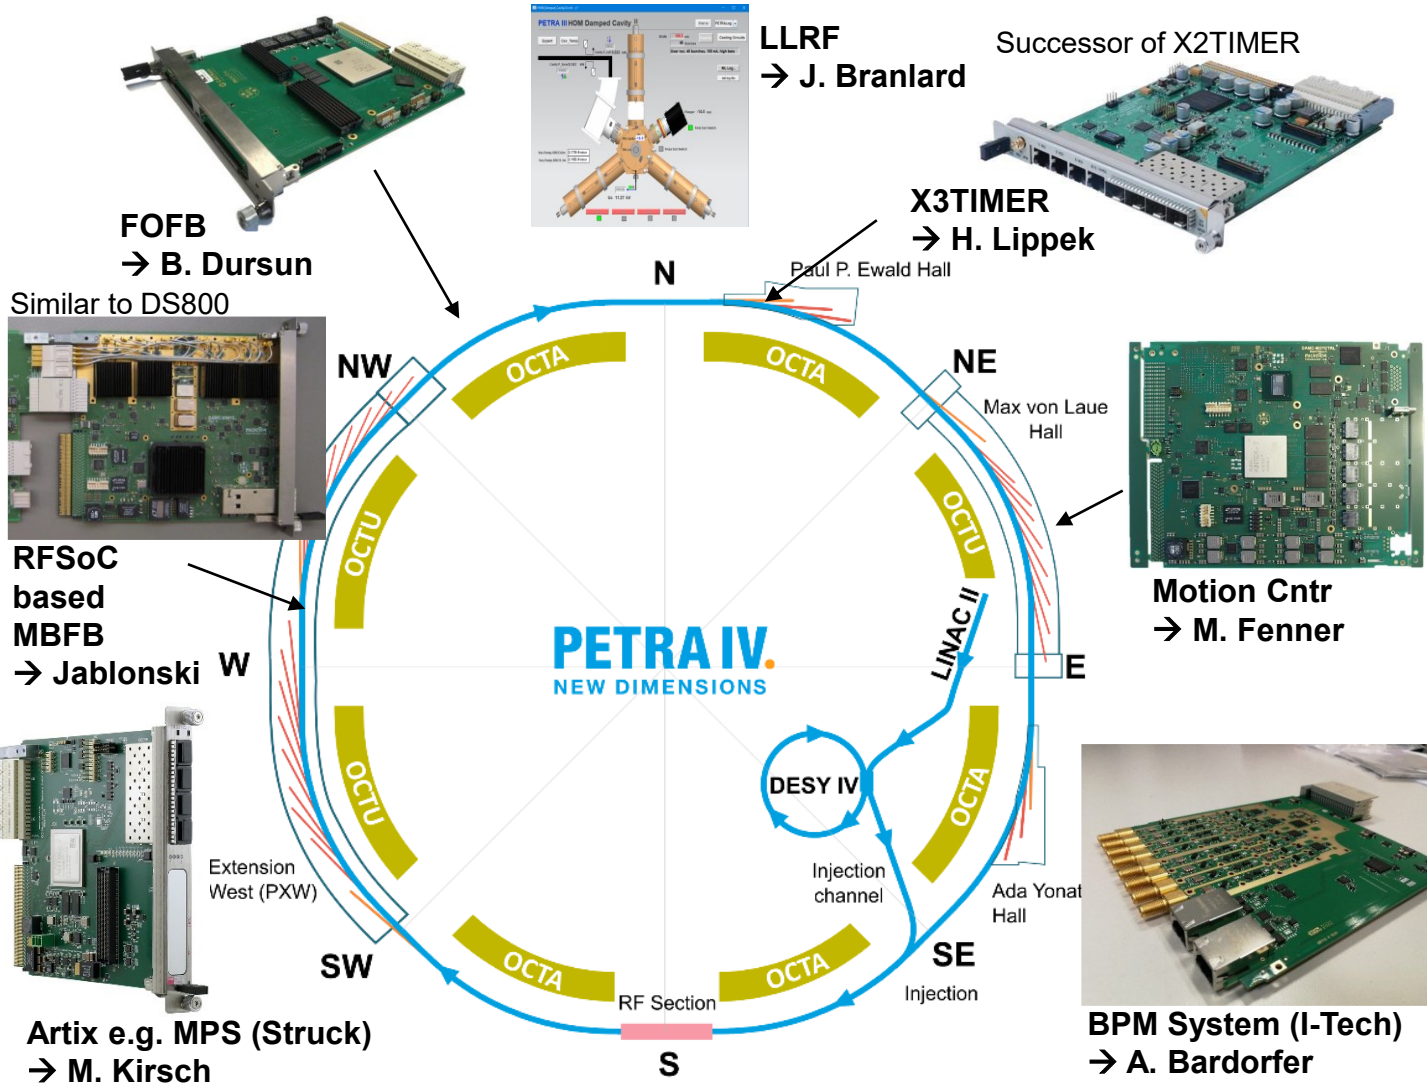 PETRA III HOM Damped Cavity
LLRF
→ J. Branlard
Successor of X2TIMER
FOFB
→ B. Dursun
X3TIMER
→ H. Lippek
Similar to DS800
N
Paul P. Ewald Hall
NW
OCTA
OCTA
NE
Max von Laue
Hall
OCTU
OCTU
RFSoC
based
MBFB
→ Jablonski
Motion Cntr
→ M. Fenner
W
PETRA IV.
NEW DIMENSIONS
LINAC II
E
OCTU
DESY IV
OCTA
Extension
West (PXW)
Injection
channel
Ada Yonat
Hall
SW
OCTA
OCTA
SE
Injection
RF Section
S
Artix e.g. MPS (Struck)
→ M. Kirsch
BPM System (I-Tech)
→ A. Bardorfer